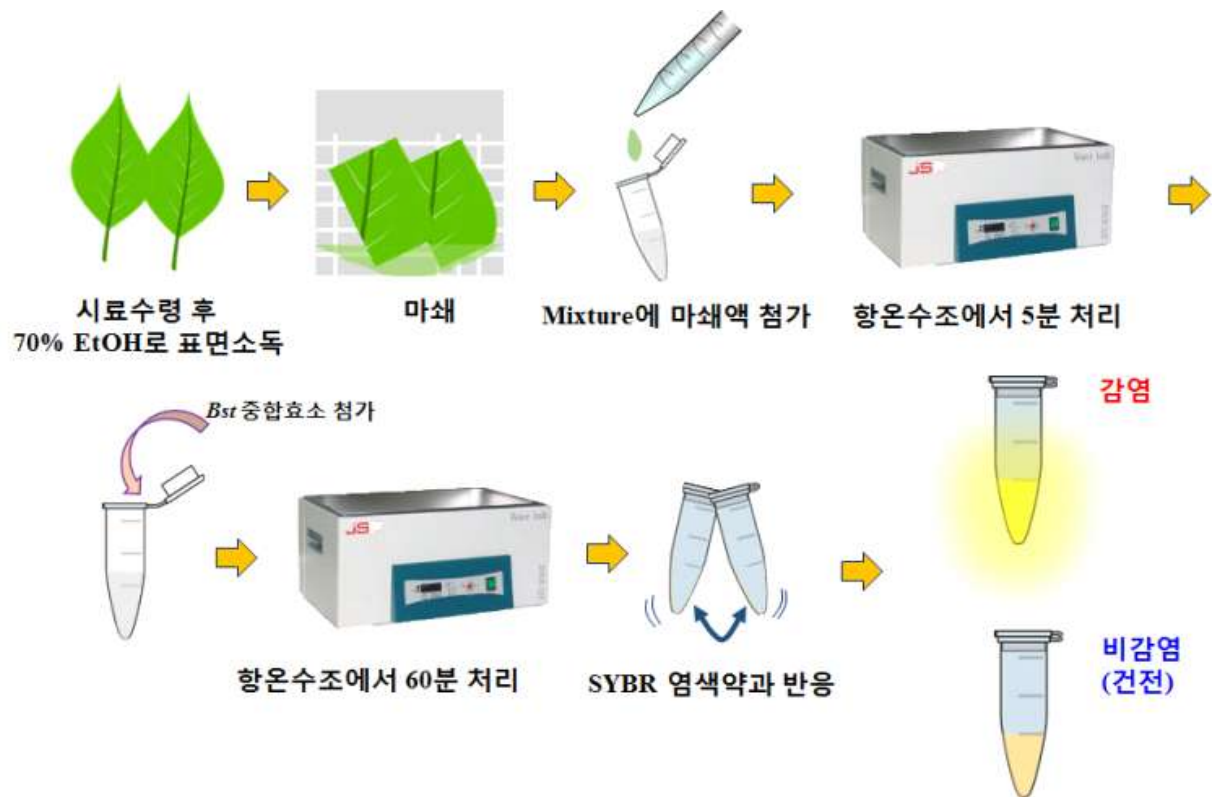 시료수령 후
70% EtOH로 표면소독
마쇄
Mixture에 마쇄액 첨가
JS
항온수조에서 5분 처리
Bst 중합효소 첨가
JS
항온수조에서 60분 처리
SYBR 염색약과 반응
감염
비감염
(건전)